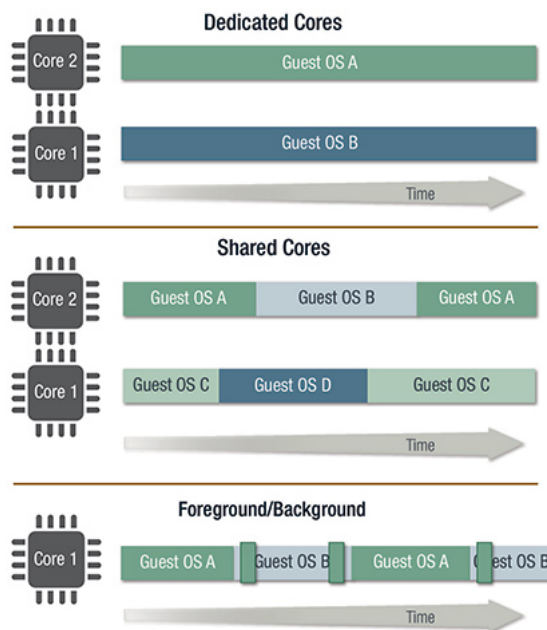 Dedicated Cores
Core 2
Guest OS A
Core 1
Guest OS B
Time
Shared Cores
Core 2
Guest OS A Guest OS B Guest OS A
Core 1
Guest OS C Guest OS D Guest OS C
Time
Foreground/Background
Core 1
Guest OS A Guest OS B Guest OS A Guest OS B
Time